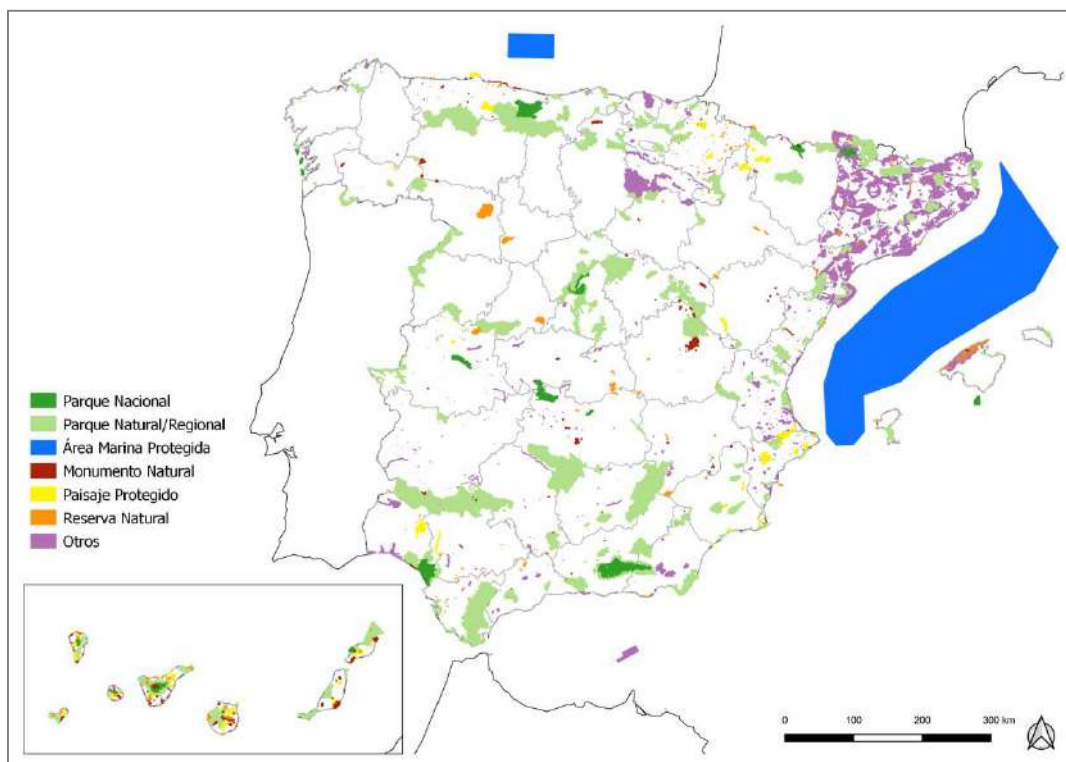 Parque Nacional
Parque Natural/Regional
Área Marina Protegida
Monumento Natural
Paisaje Protegido
Reserva Natural
Otros
0 100 200 300 km